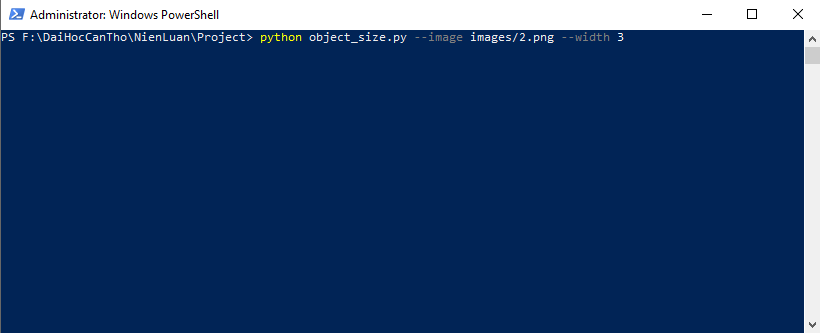 Administrator: Windows PowerShell
PS F:\DaiHocCanTho\NienLuan\Project> python object_size.py --image images/2.png --width 3